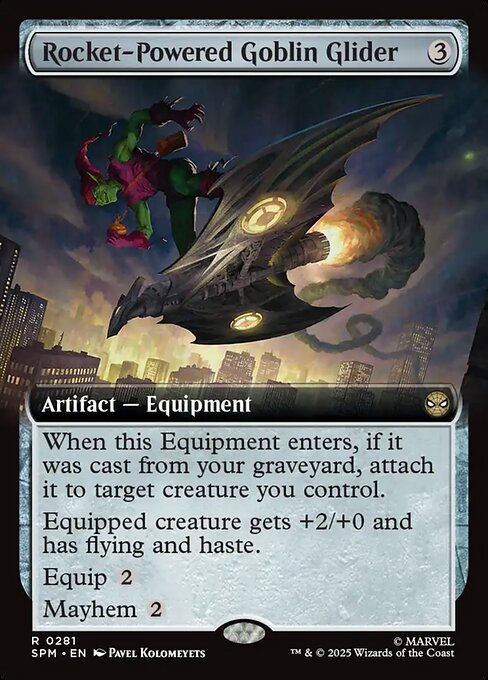 Rocket-Powered Goblin Glider 3
Artifact — Equipment
When this Equipment enters, if it
was cast from your graveyard, attach
it to target creature you control.
Equipped creature gets +2/+0 and
has flying and haste.
Equip 2
Mayhem 2
R 0281
SPM • EN Pavel Kolomeyets
© MARVEL
™ & © 2025 Wizards of the Coast